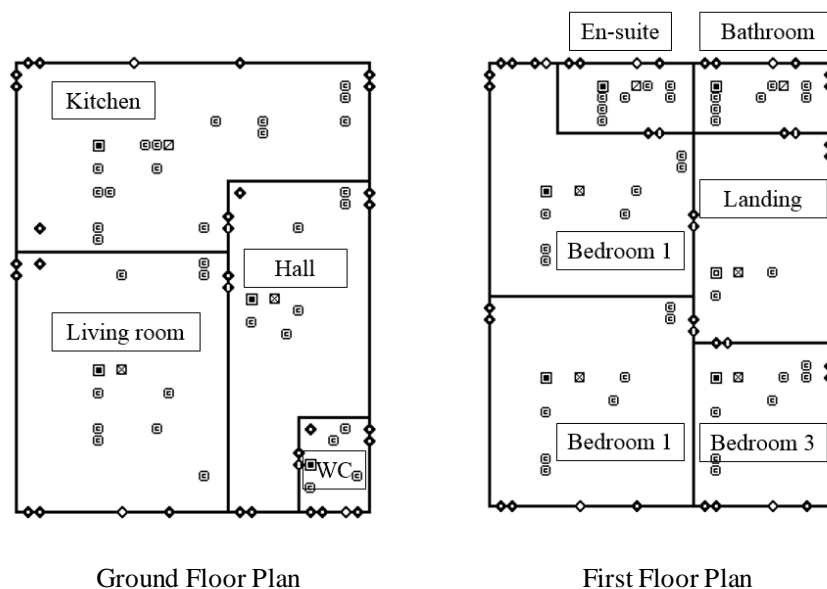 En-suite
Bathroom
Kitchen
Landing
Hall
Bedroom 1
Living room
Bedroom 1
Bedroom 3
WC
Ground Floor Plan
First Floor Plan